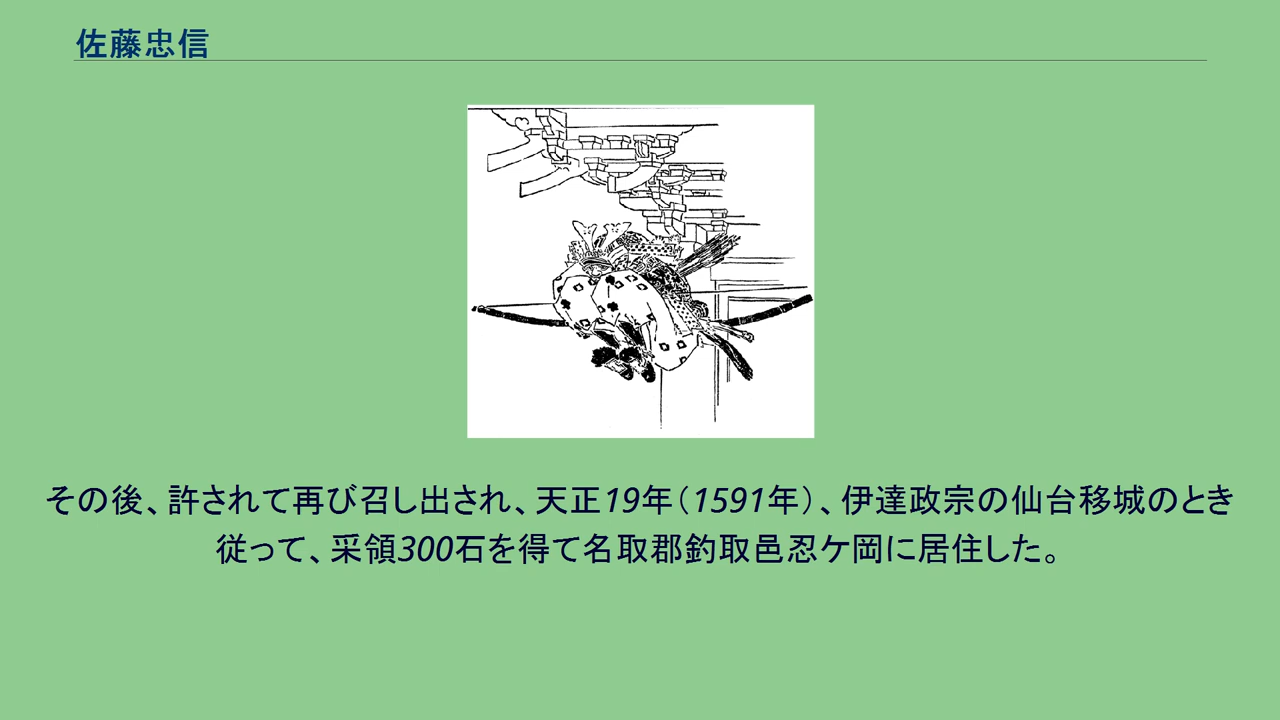 佐藤忠信
その後、許されて再び召し出され、天正19年（1591年）、伊達政宗の仙台移城のとき
従って、采領300石を得て名取郡釣取邑忍ケ岡に居住した。